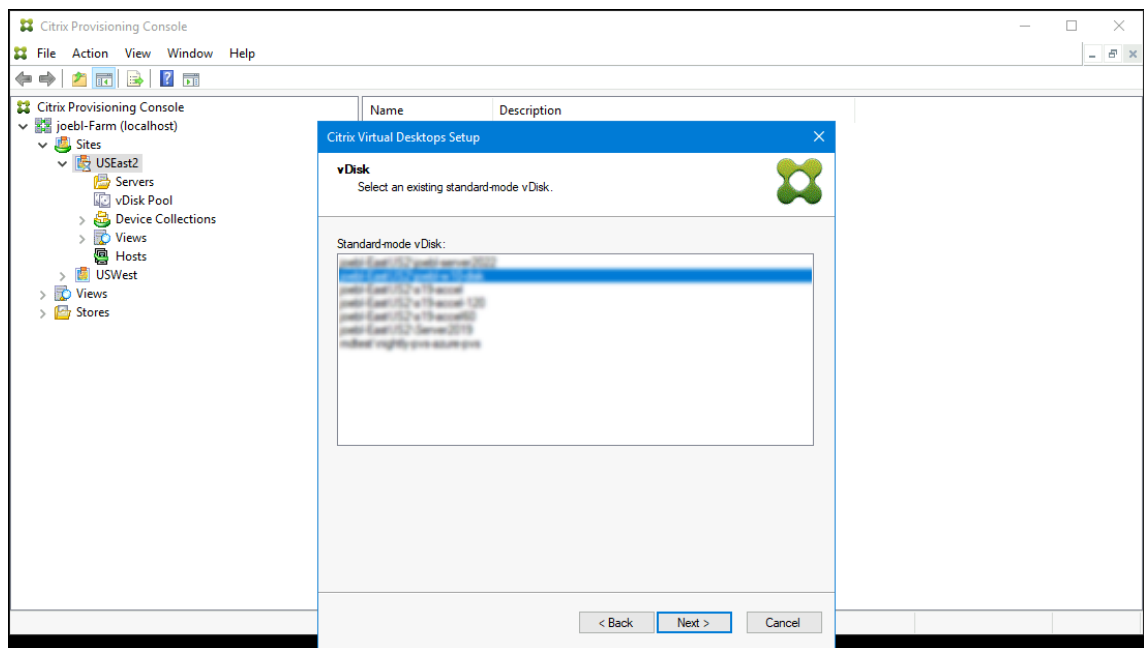 Citrix Provisioning Console
File Action View Window Help
Citrix Provisioning Console
joebl-Farm (localhost)
Sites
USEast2
Servers
vDisk Pool
Device Collections
Views
Hosts
USWest
Views
Stores
Name Description
Citrix Virtual Desktops Setup
vDisk
Select an existing standard-mode vDisk.
Standard-mode vDisk:
< Back Next > Cancel